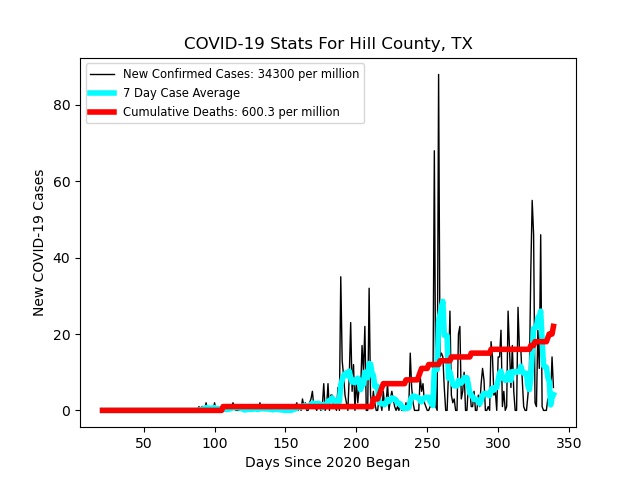 COVID-19 Stats For Hill County, TX
New Confirmed Cases: 34300 per million
7 Day Case Average
Cumulative Deaths: 600.3 per million
New COVID-19 Cases
80
60
40
20
0
50
100
150
200
250
300
350
Days Since 2020 Began